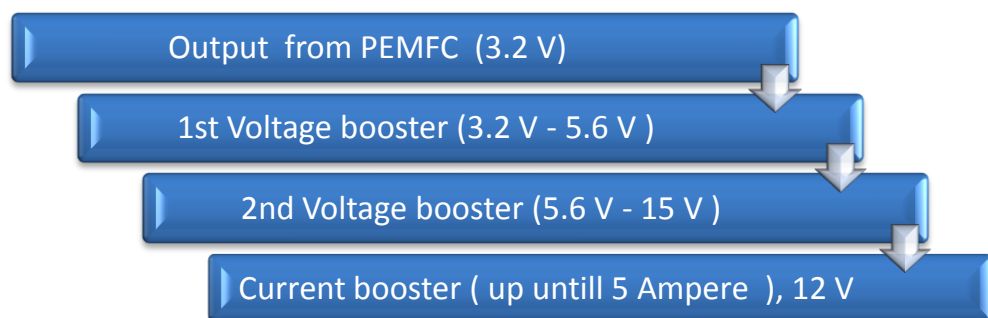 Output from PEMFC (3.2 V)
1st Voltage booster (3.2 V - 5.6 V )
2nd Voltage booster (5.6 V - 15 V )
Current booster ( up untill 5 Ampere ), 12 V